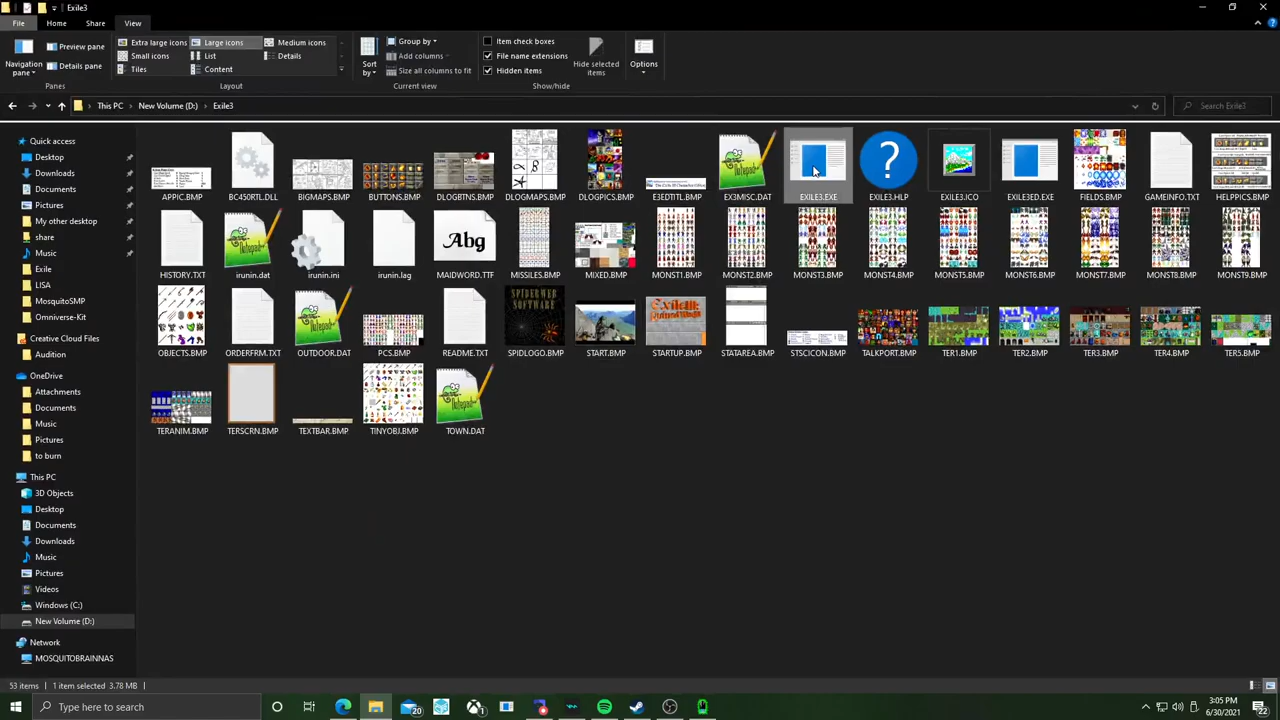 Exile3
File Home Share View
Navigation pane
Preview pane
Details pane
Panes
Extra large icons Large icons Medium icons
Small icons List Details
Tiles Content
Layout
Sort by
Group by
Add columns
Size all columns to fit
Current view
Item check boxes
File name extensions
Hidden items
Hide selected items
Show/hide
Options
This PC New Volume (D:) Exile3
Search Exile3
Quick access
Desktop
Downloads
Documents
Pictures
My other desktop
share
Music
Exile
LISA
MosquitoSMP
Omniverse-Kit
Creative Cloud Files
Audition
OneDrive
Attachments
Documents
Music
Pictures
to burn
This PC
3D Objects
Desktop
Documents
Downloads
Music
Pictures
Videos
Windows (C:)
New Volume (D:)
Network
MOSQUITOBRAINNAS
APPIC.BMP BC450RTL.DLL BIGMAPS.BMP BUTTONS.BMP DLOGBTNS.BMP DLOGMAPS.BMP DLOGPICS.BMP E3EDTITL.BMP EX3MISC.DAT EXILE3.EXE EXILE3.HLP EXILE3.ICO EXILE3ED.EXE FIELDS.BMP GAMEINFO.TXT HELPPICS.BMP
Abg
HISTORY.TXT irunin.dat irunin.ini irunin.lag MAIDWORD.TTF MISSILES.BMP MIXED.BMP MONST1.BMP MONST2.BMP MONST3.BMP MONST4.BMP MONST5.BMP MONST6.BMP MONST7.BMP MONST8.BMP MONST9.BMP
SPIDERWEB SOFTWARE
OBJECTS.BMP ORDERFRM.TXT OUTDOOR.DAT PCS.BMP README.TXT SPIDLOGO.BMP START.BMP STARTUP.BMP STATAREA.BMP STSCICON.BMP TALKPORT.BMP TER1.BMP TER2.BMP TER3.BMP TER4.BMP TER5.BMP
TERANIM.BMP TERSCRN.BMP TEXTBAR.BMP TINYOBJ.BMP TOWN.DAT
53 items 1 item selected 3.78 MB
Type here to search
20
3:05 PM
6/30/2021
22